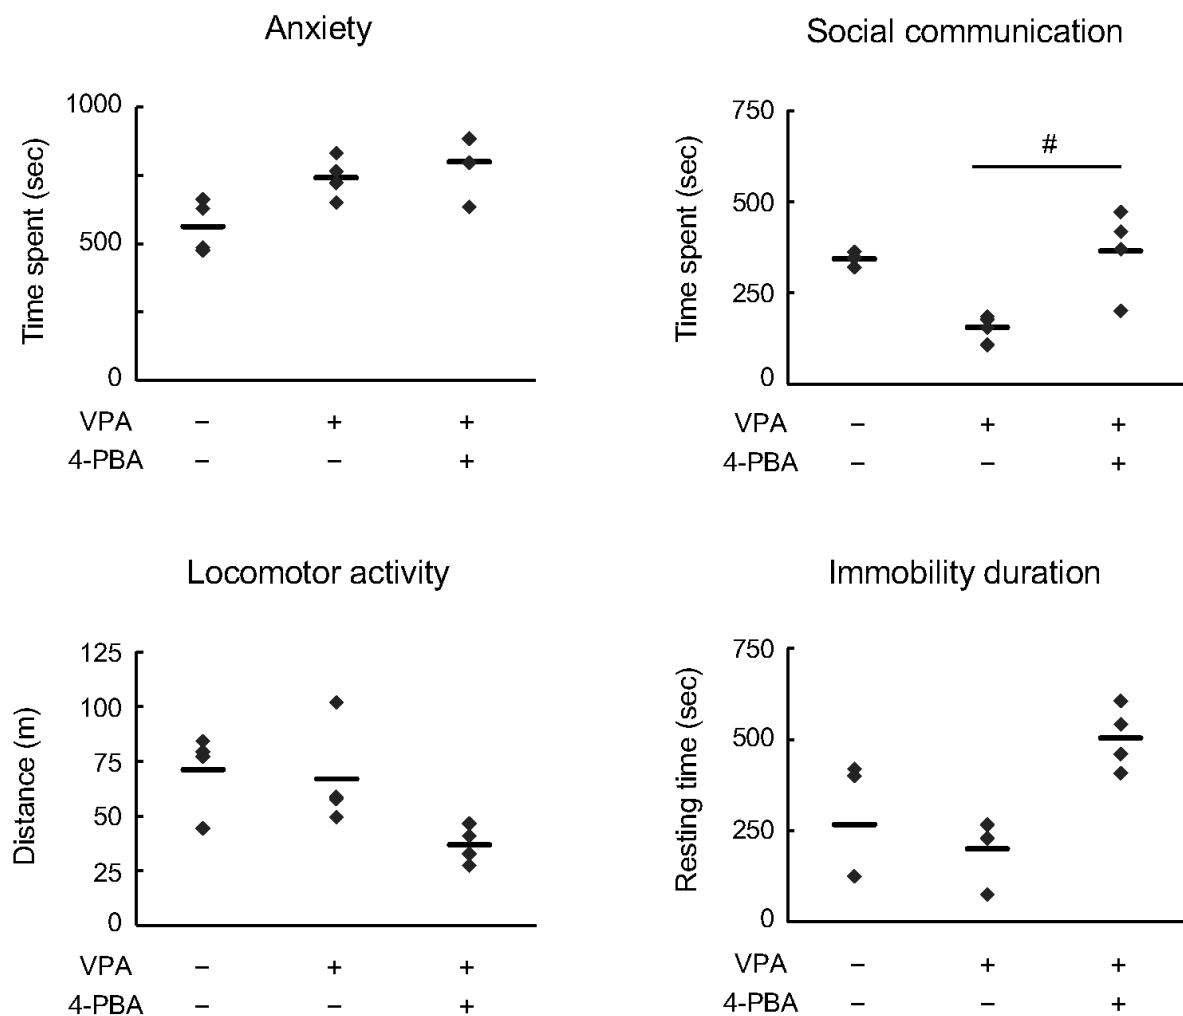 Anxiety
Time spent (sec)
1000
500
0
VPA – + +
4-PBA – – +
Social communication
Time spent (sec)
750
500
250
0
#
VPA – + +
4-PBA – – +
Locomotor activity
Distance (m)
125
100
75
50
25
0
VPA – + +
4-PBA – – +
Immobility duration
Resting time (sec)
750
500
250
0
VPA – + +
4-PBA – – +